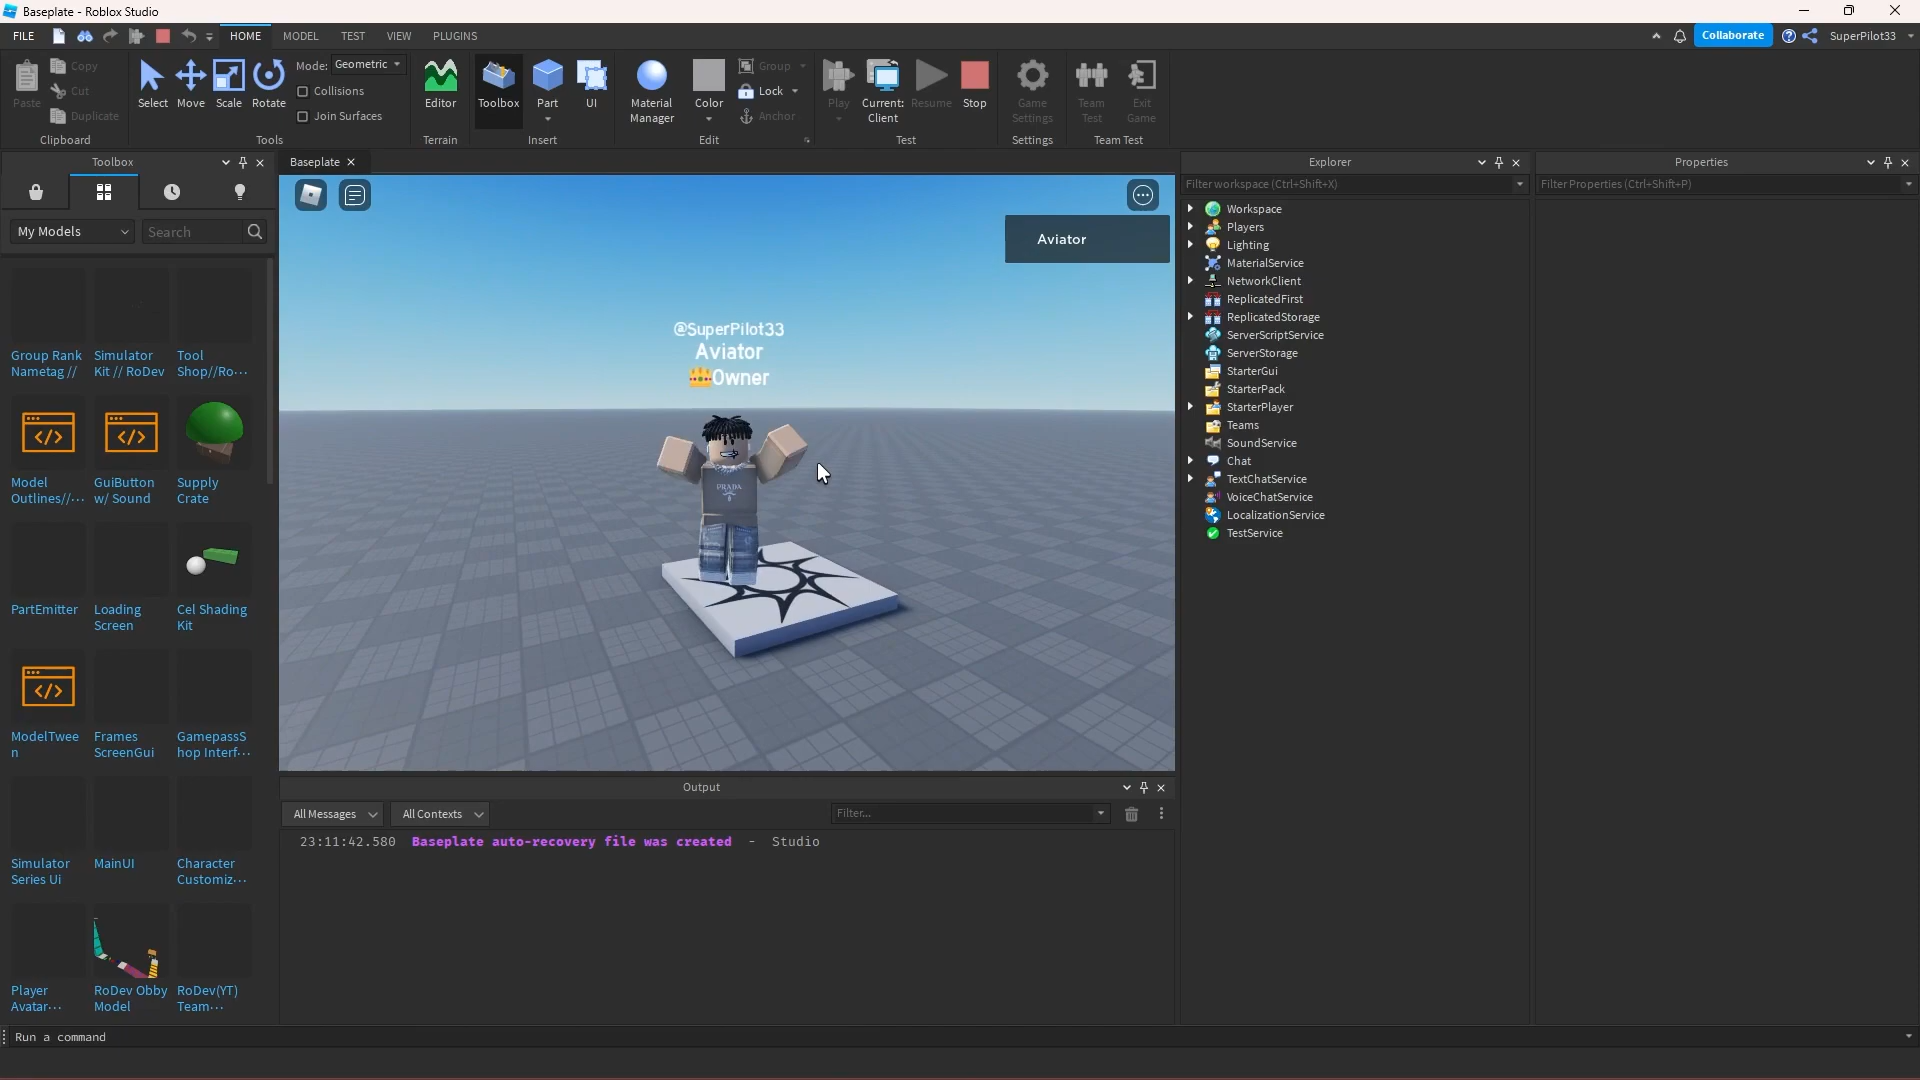 Baseplate - Roblox Studio
FILE
HOME
MODEL
TEST
VIEW
PLUGINS
Collaborate
SuperPilot33
Paste
Copy
Cut
Duplicate
Clipboard
Select
Move
Scale
Rotate
Mode: Geometric
Collisions
Join Surfaces
Tools
Editor
Terrain
Toolbox
Part
UI
Insert
Material
Manager
Color
Group
Lock
Anchor
Edit
Play
Current:
Client
Resume
Stop
Test
Game
Settings
Settings
Team
Test
Exit
Game
Team Test
Toolbox
My Models
Search
Group Rank
Nametag //
Simulator
Kit // RoDev
Tool
Shop//Ro...
Model
Outlines//...
GuiButton
w/ Sound
Supply
Crate
PartEmitter
Loading
Screen
Cel Shading
Kit
ModelTwee
n
Frames
ScreenGui
GamepassS
hop Interf...
Simulator
Series Ui
MainUI
Character
Customiz...
Player
Avatar...
RoDev Obby
Model
RoDev(YT)
Team...
Baseplate
Aviator
@SuperPilot33
Aviator
👑Owner
PRADA
Output
All Messages
All Contexts
Filter...
23:11:42.580 Baseplate auto-recovery file was created - Studio
Explorer
Filter workspace (Ctrl+Shift+X)
Workspace
Players
Lighting
MaterialService
NetworkClient
ReplicatedFirst
ReplicatedStorage
ServerScriptService
ServerStorage
StarterGui
StarterPack
StarterPlayer
Teams
SoundService
Chat
TextChatService
VoiceChatService
LocalizationService
TestService
Properties
Filter Properties (Ctrl+Shift+P)
Run a command